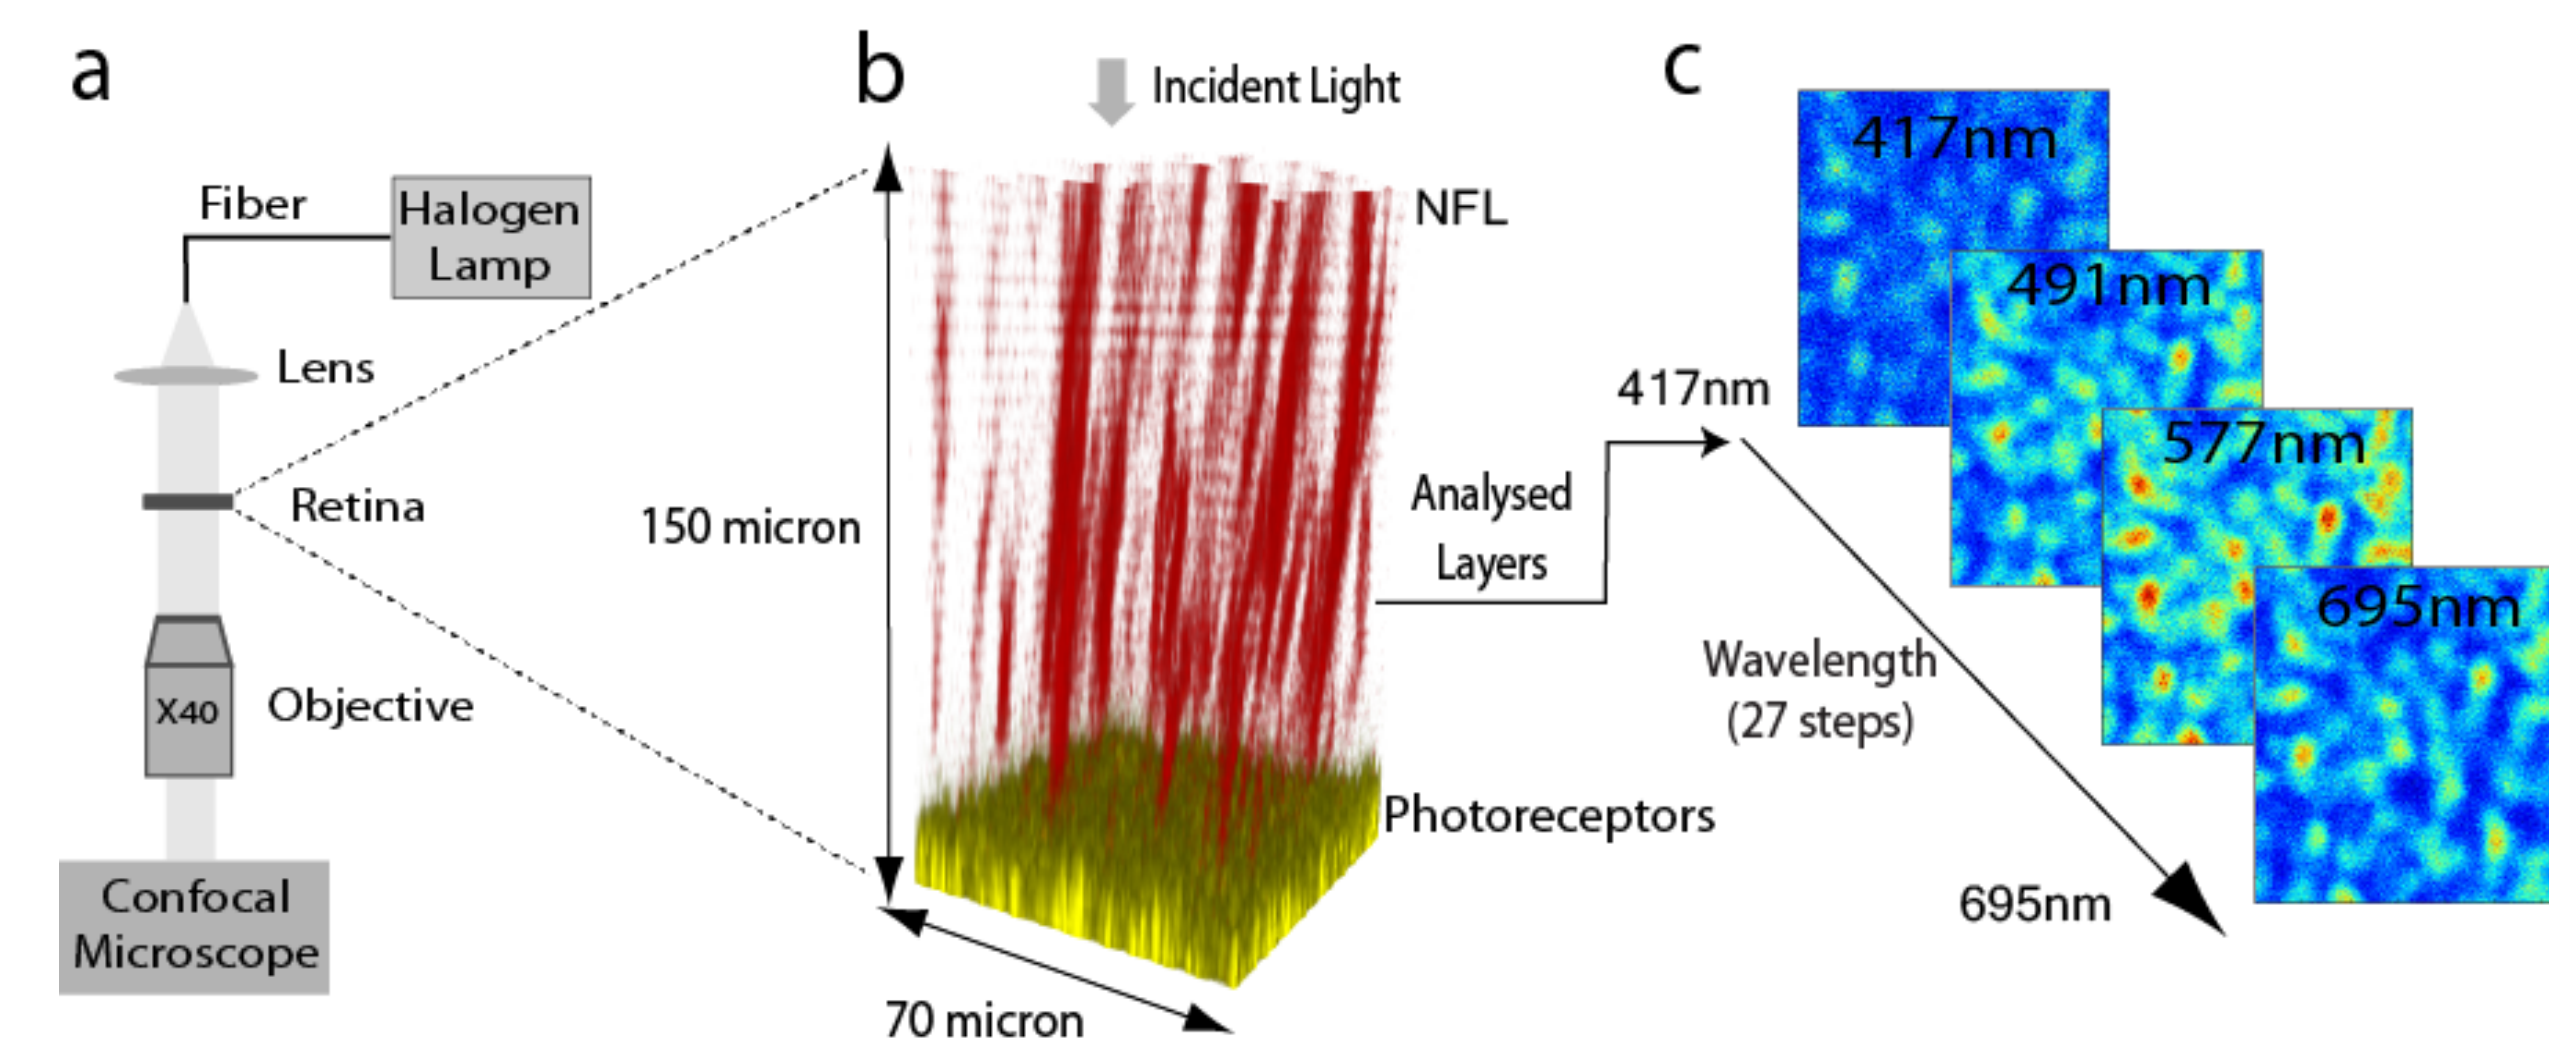 a
Fiber
Halogen
Lamp
Lens
Retina
X40
Objective
Confocal
Microscope
b
Incident Light
NFL
150 micron
Analysed
Layers
Photoreceptors
70 micron
c
417nm
417nm
491nm
577nm
695nm
Wavelength
(27 steps)
695nm